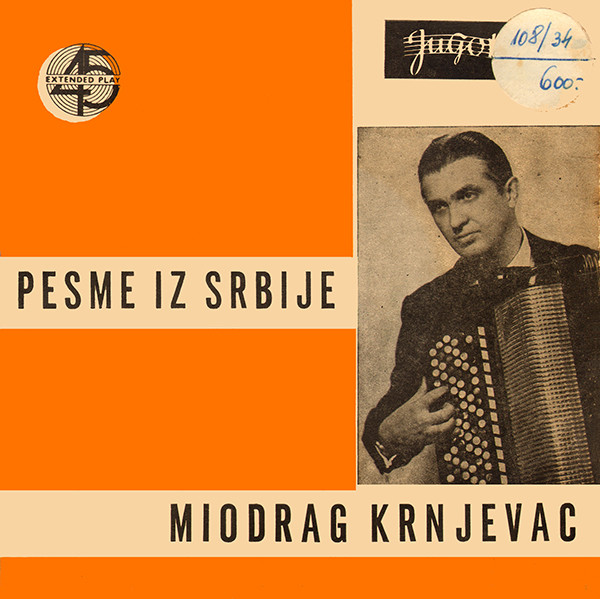 45
EXTENDED PLAY
108/34
600.-
PESME IZ SRBIJE
MIODRAG KRNJEVAC